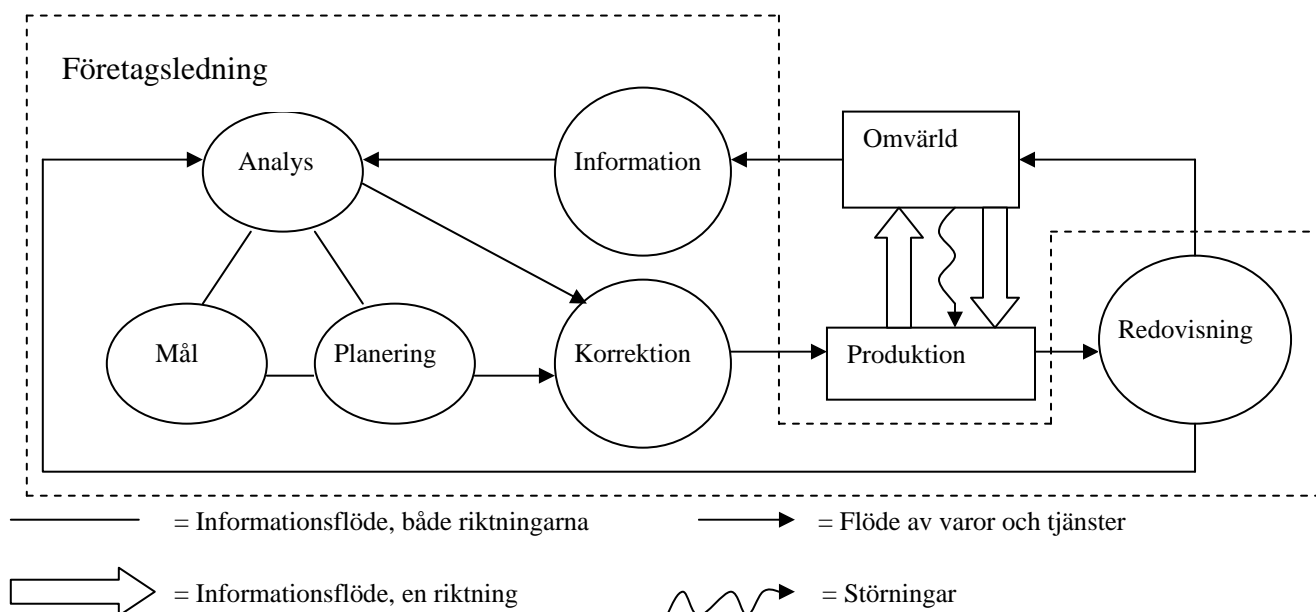 Företagsledning
Analys
Information
Omvärld
Mål
Planering
Korrektion
Produktion
Redovisning
= Informationsflöde, både riktningarna
= Flöde av varor och tjänster
= Informationsflöde, en riktning
= Störningar